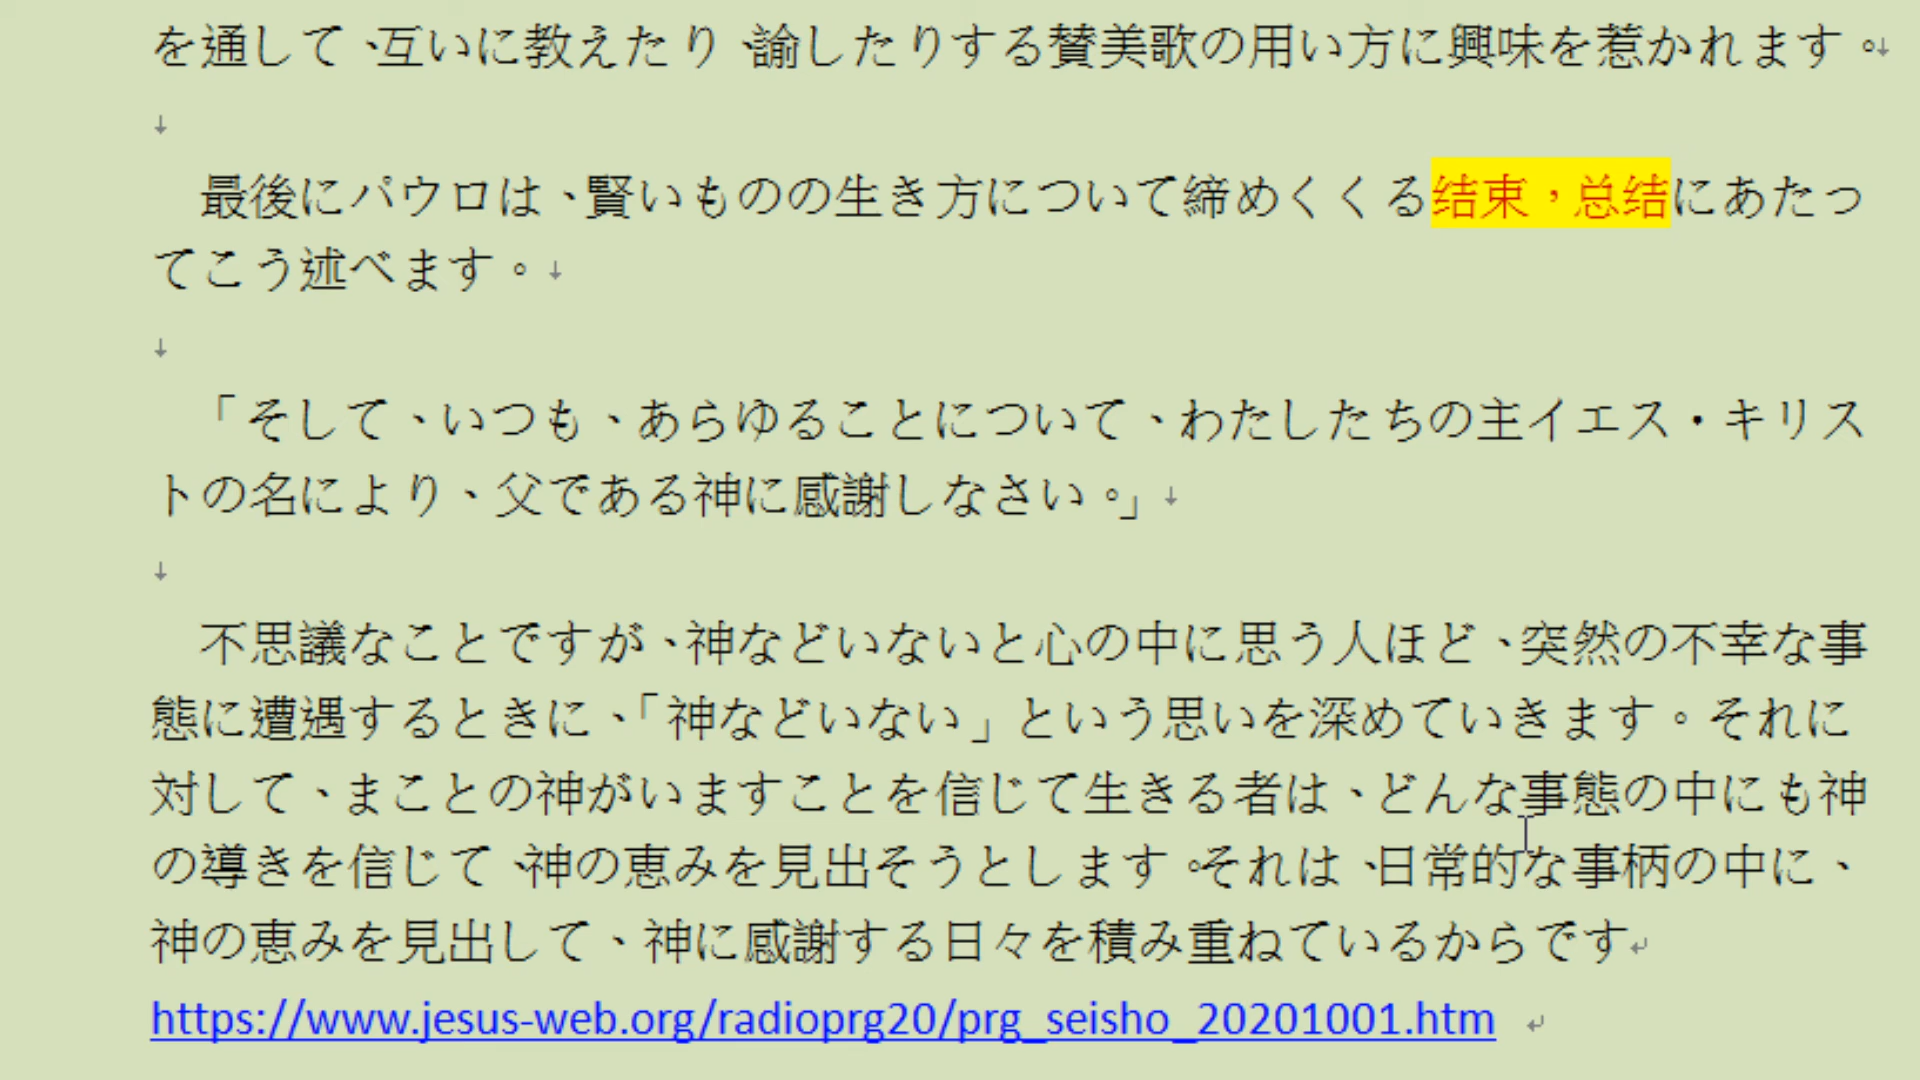 を通して、互いに教えたり、諭したりする賛美歌の用い方に興味を惹かれます。↓
↓
最後にパウロは、賢いものの生き方について締めくくる结束，总结にあたっ
てこう述べます。↓
↓
「そして、いつも、あらゆることについて、わたしたちの主イエス・キリス
トの名により、父である神に感謝しなさい。」↓
↓
不思議なことですが、神などいないと心の中に思う人ほど、突然の不幸な事
態に遭遇するときに、「神などいない」という思いを深めていきます。それに
対して、まことの神がいますことを信じて生きる者は、どんな事態の中にも神
の導きを信じて、神の恵みを見出そうとします。それは、日常的な事柄の中に、
神の恵みを見出して、神に感謝する日々を積み重ねているからです↵
https://www.jesus-web.org/radioprg20/prg_seisho_20201001.htm ↵